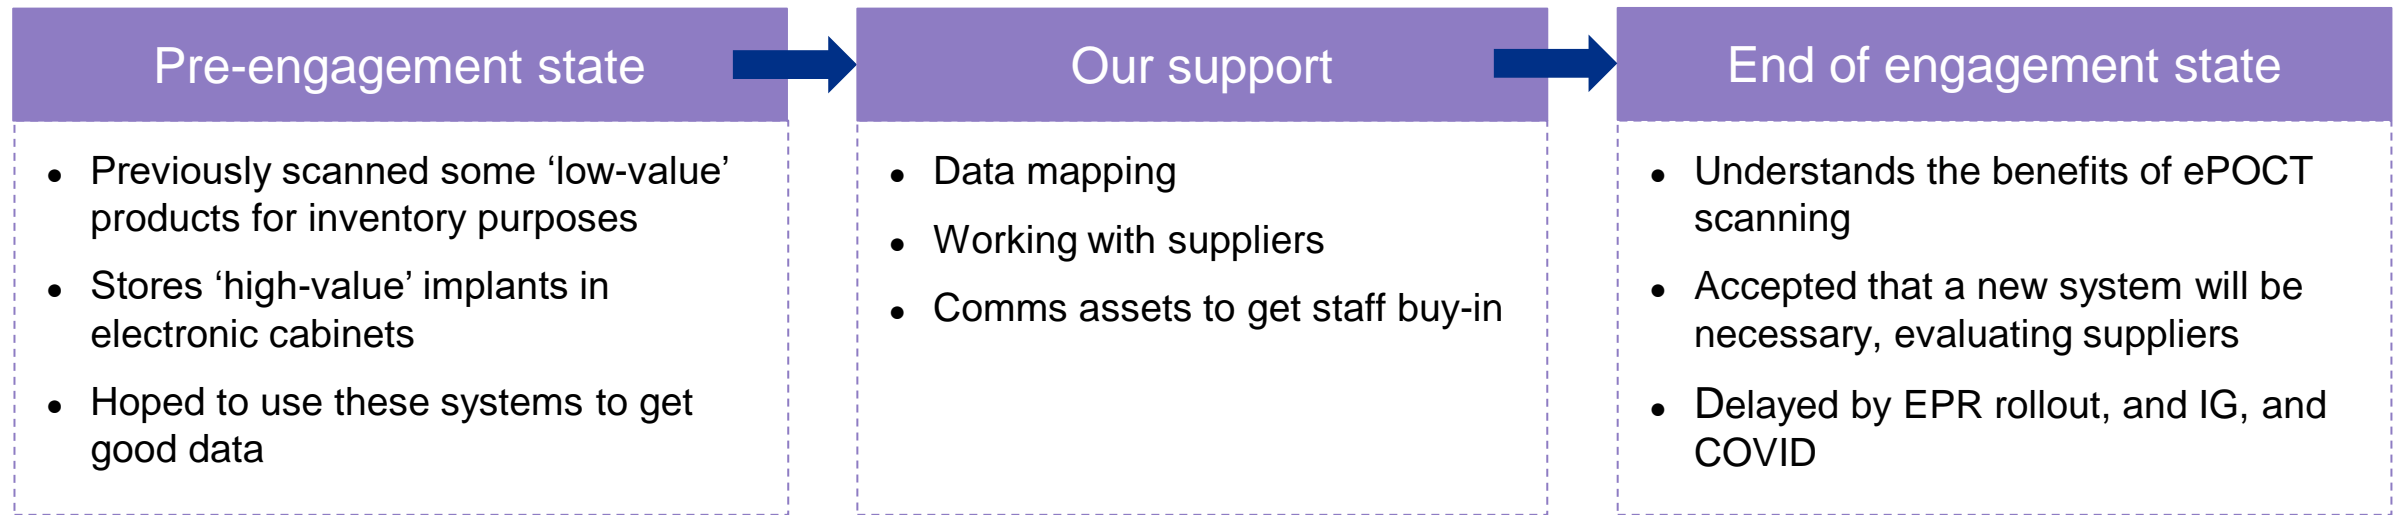 Pre-engagement state
Our support
End of engagement state
• Previously scanned some ‘low-value’
products for inventory purposes
• Stores ‘high-value’ implants in
electronic cabinets
• Hoped to use these systems to get
good data
• Data mapping
• Working with suppliers
• Comms assets to get staff buy-in
• Understands the benefits of ePOCT
scanning
• Accepted that a new system will be
necessary, evaluating suppliers
• Delayed by EPR rollout, and IG, and
COVID